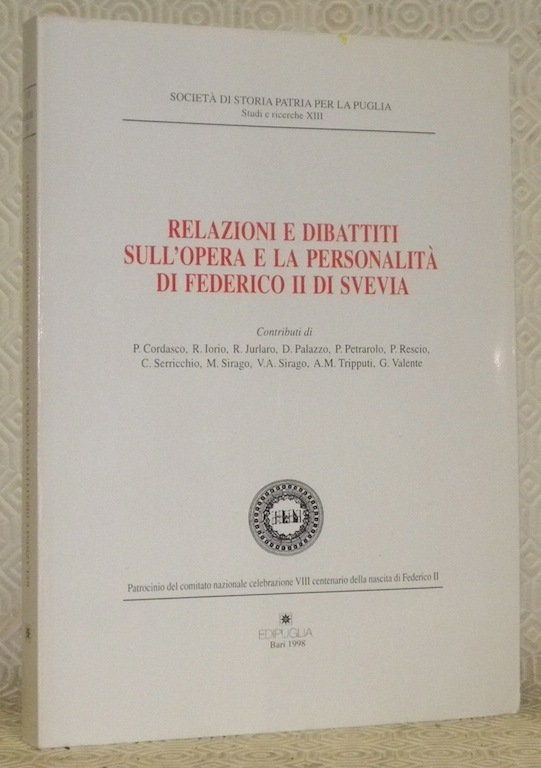 SOCIETÀ DI STORIA PATRIA PER LA PUGLIA
Studi e ricerche XIII
RELAZIONI E DIBATTITI
SULL'OPERA E LA PERSONALITÀ
DI FEDERICO II DI SVEVIA
Contributi di
P. Cordasco, R. Iorio, R. Jurlaro, D. Palazzo, P. Petrarolo, P. Rescio,
C. Serricchio, M. Sirago, V.A. Sirago, A.M. Tripputi, G. Valente
Patrocinio del comitato nazionale celebrazione VIII centenario della nascita di Federico II
EDIPUGLIA
Bari 1998